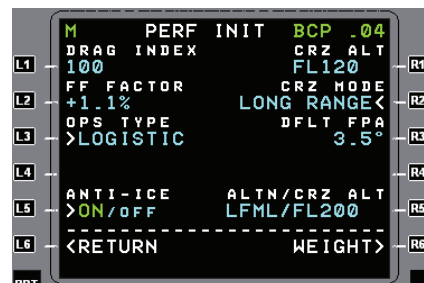 M PERF INIT BCP .04
DRAG INDEX CRZ ALT
L1 100 FL120 R1
FF FACTOR CRZ MODE
L2 +1.1% LONG RANGE< R2
OPS TYPE DFLT FPA
L3 >LOGISTIC 3.5° R3
L4 R4
ANTI-ICE ALTN/CRZ ALT
L5 >ON/OFF LFML/FL200 R5
L6 <RETURN WEIGHT> R6